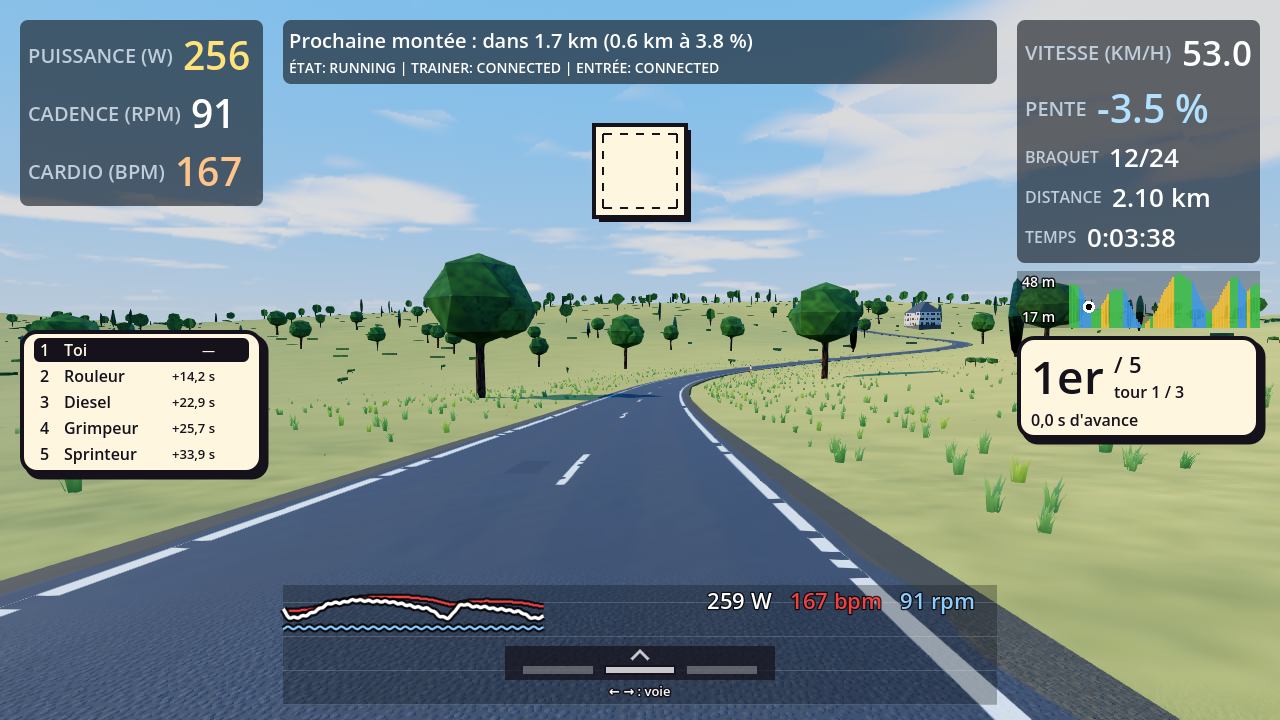 PUISSANCE (W) 256
CADENCE (RPM) 91
CARDIO (BPM) 167
Prochaine montée : dans 1.7 km (0.6 km à 3.8 %)
ÉTAT: RUNNING | TRAINER: CONNECTED | ENTRÉE: CONNECTED
VITESSE (KM/H) 53.0
PENTE -3.5 %
BRAQUET 12/24
DISTANCE 2.10 km
TEMPS 0:03:38
48 m
17 m
1 Toi —
2 Rouleur +14,2 s
3 Diesel +22,9 s
4 Grimpeur +25,7 s
5 Sprinteur +33,9 s
1er / 5
tour 1 / 3
0,0 s d'avance
259 W 167 bpm 91 rpm
← → : voie